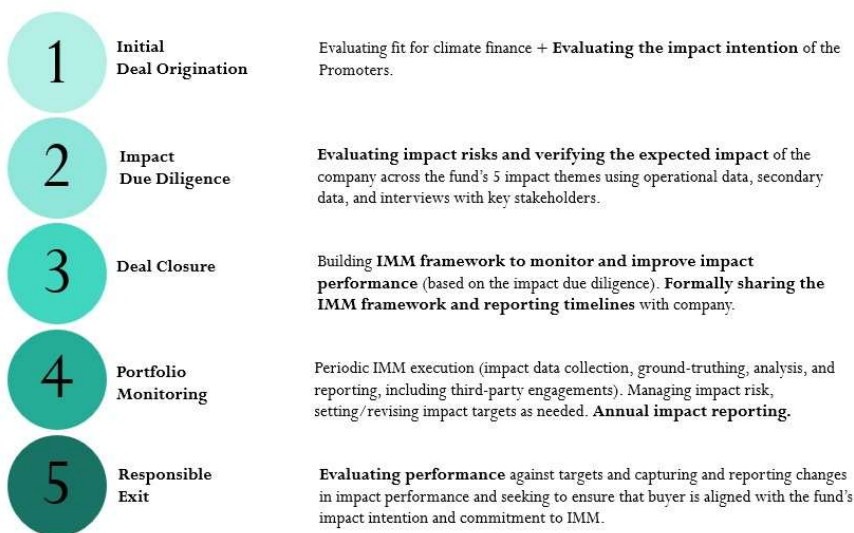 1
Initial
Deal Origination
Evaluating fit for climate finance + Evaluating the impact intention of the
Promoters.
2
Impact
Due Diligence
Evaluating impact risks and verifying the expected impact of the
company across the fund's 5 impact themes using operational data, secondary
data, and interviews with key stakeholders.
3
Deal Closure
Building IMM framework to monitor and improve impact
performance (based on the impact due diligence). Formally sharing the
IMM framework and reporting timelines with company.
4
Portfolio
Monitoring
Periodic IMM execution (impact data collection, ground-truthing, analysis, and
reporting, including third-party engagements). Managing impact risk,
setting/revising impact targets as needed. Annual impact reporting.
5
Responsible
Exit
Evaluating performance against targets and capturing and reporting changes
in impact performance and seeking to ensure that buyer is aligned with the fund's
impact intention and commitment to IMM.